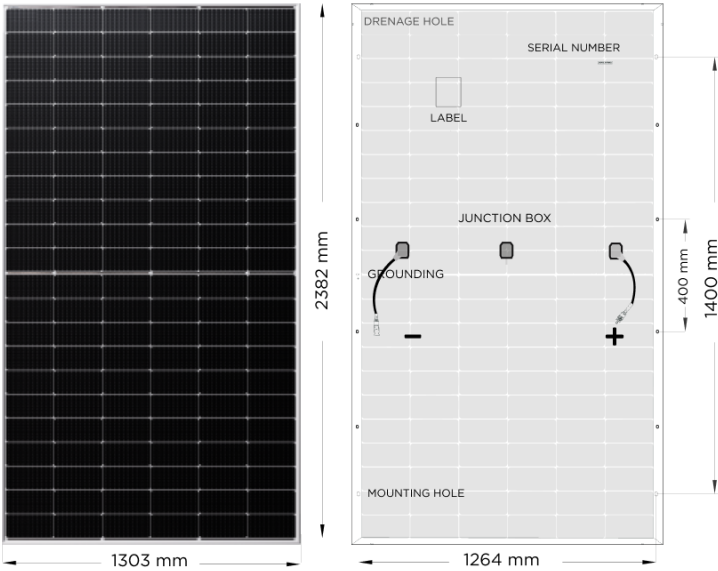 DRENAGE HOLE
SERIAL NUMBER
LABEL
JUNCTION BOX
GROUNDING
2382 mm
400 mm
1400 mm
− +
MOUNTING HOLE
1303 mm
1264 mm